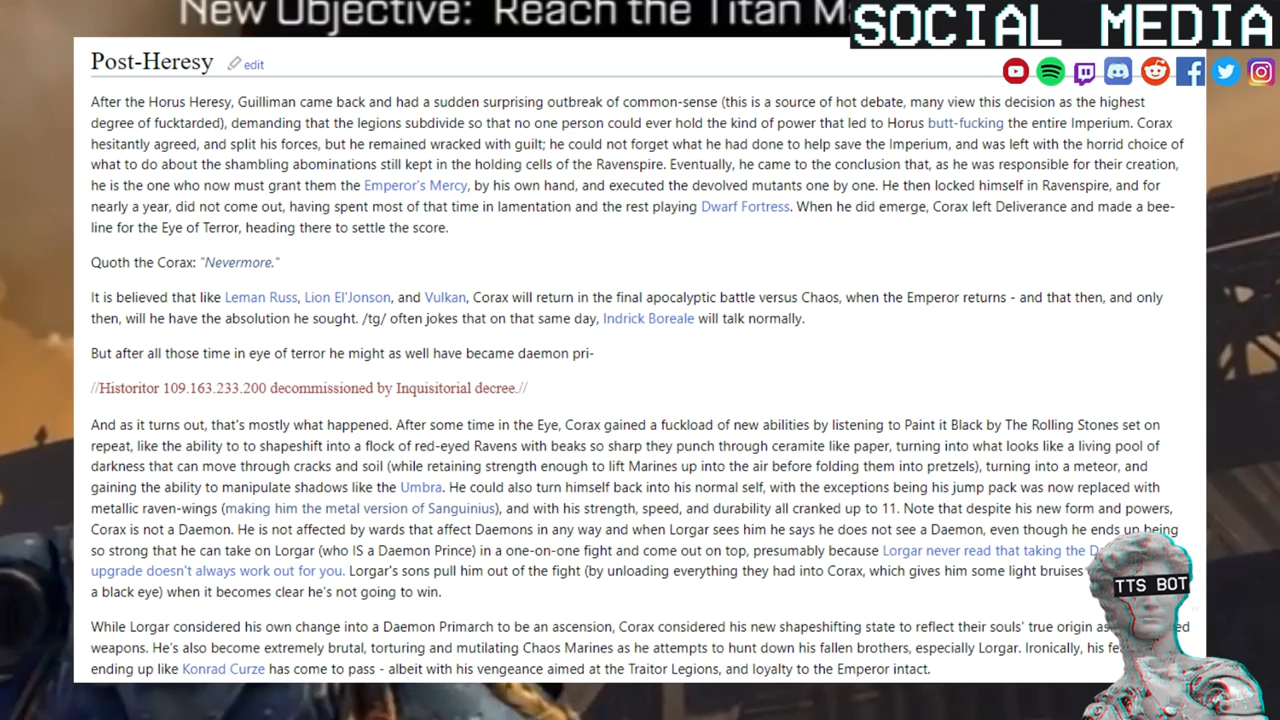 New Objective: Reach the Titan Ma
SOCIAL MEDIA
Post-Heresy edit
After the Horus Heresy, Guilliman came back and had a sudden surprising outbreak of common-sense (this is a source of hot debate, many view this decision as the highest
degree of fucktarded), demanding that the legions subdivide so that no one person could ever hold the kind of power that led to Horus butt-fucking the entire Imperium. Corax
hesitantly agreed, and split his forces, but he remained wracked with guilt; he could not forget what he had done to help save the Imperium, and was left with the horrid choice of
what to do about the shambling abominations still kept in the holding cells of the Ravenspire. Eventually, he came to the conclusion that, as he was responsible for their creation,
he is the one who now must grant them the Emperor's Mercy, by his own hand, and executed the devolved mutants one by one. He then locked himself in Ravenspire, and for
nearly a year, did not come out, having spent most of that time in lamentation and the rest playing Dwarf Fortress. When he did emerge, Corax left Deliverance and made a bee-
line for the Eye of Terror, heading there to settle the score.
Quoth the Corax: "Nevermore."
It is believed that like Leman Russ, Lion El'Jonson, and Vulkan, Corax will return in the final apocalyptic battle versus Chaos, when the Emperor returns - and that then, and only
then, will he have the absolution he sought. /tg/ often jokes that on that same day, Indrick Boreale will talk normally.
But after all those time in eye of terror he might as well have became daemon pri-
//Historitor 109.163.233.200 decommissioned by Inquisitorial decree.//
And as it turns out, that's mostly what happened. After some time in the Eye, Corax gained a fuckload of new abilities by listening to Paint it Black by The Rolling Stones set on
repeat, like the ability to to shapeshift into a flock of red-eyed Ravens with beaks so sharp they punch through ceramite like paper, turning into what looks like a living pool of
darkness that can move through cracks and soil (while retaining strength enough to lift Marines up into the air before folding them into pretzels), turning into a meteor, and
gaining the ability to manipulate shadows like the Umbra. He could also turn himself back into his normal self, with the exceptions being his jump pack was now replaced with
metallic raven-wings (making him the metal version of Sanguinius), and with his strength, speed, and durability all cranked up to 11. Note that despite his new form and powers,
Corax is not a Daemon. He is not affected by wards that affect Daemons in any way and when Lorgar sees him he says he does not see a Daemon, even though he ends up being
so strong that he can take on Lorgar (who IS a Daemon Prince) in a one-on-one fight and come out on top, presumably because Lorgar never read that taking the D
upgrade doesn't always work out for you. Lorgar's sons pull him out of the fight (by unloading everything they had into Corax, which gives him some light bruises
a black eye) when it becomes clear he's not going to win.
TTS BOT
While Lorgar considered his own change into a Daemon Primarch to be an ascension, Corax considered his new shapeshifting state to reflect their souls' true origin as ed
weapons. He's also become extremely brutal, torturing and mutilating Chaos Marines as he attempts to hunt down his fallen brothers, especially Lorgar. Ironically, his fe
ending up like Konrad Curze has come to pass - albeit with his vengeance aimed at the Traitor Legions, and loyalty to the Emperor intact.